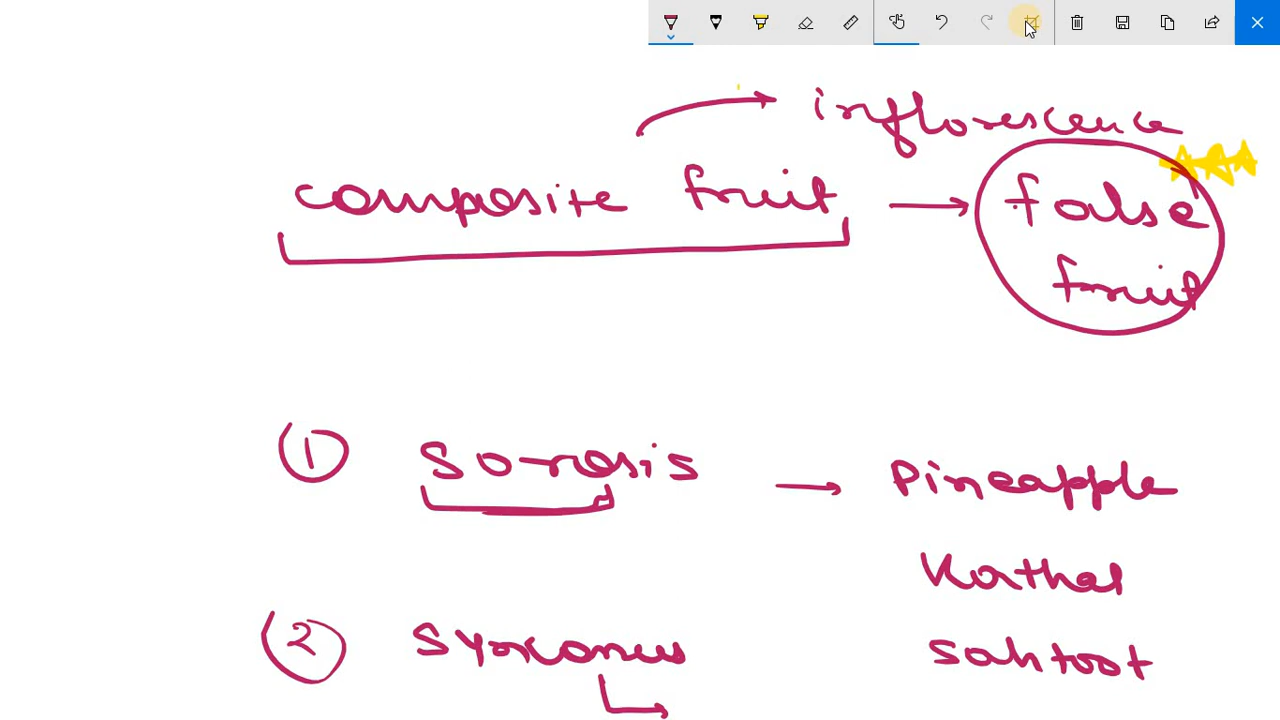 inflorescence
composite fruit → false
fruit
① Sorosis → Pineapple
Kathal
② Syconus
Sahtoot